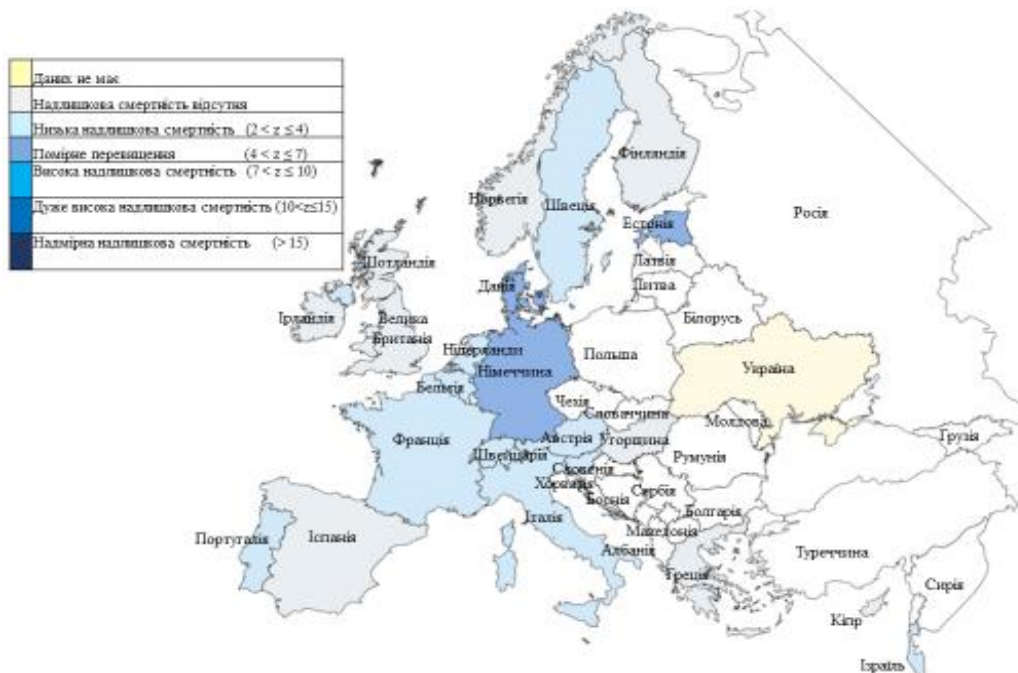 Даних не має
Надлишкова смертність відсутня
Низька надлишкова смертність (2 < z ≤ 4)
Помірне перевищення (4 < z ≤ 7)
Висока надлишкова смертність (7 < z ≤ 10)
Дуже висока надлишкова смертність (10<z≤15)
Надмірна надлишкова смертність (> 15)
Фінляндія
Норвегія
Швеція
Росія
Естонія
Латвія
Шотландія
Данія
Литва
Ірландія
Велика
Британія
Білорусь
Нідерланди
Польша
Україна
Бельгія
Німеччина
Чехія
Словаччина
Молдова
Франція
Австрія
Угорщина
Грузія
Швейцарія
Румунія
Словенія
Хорватія
Боснія
Сербія
Болгарія
Італія
Македонія
Португалія
Іспанія
Албанія
Туреччина
Греція
Сирія
Кіпр
Ізраїль